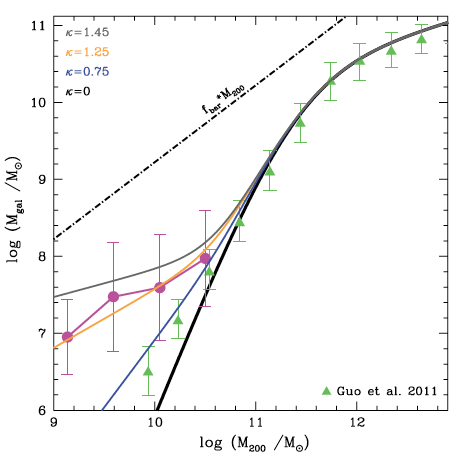 11
κ=1.45
κ=1.25
κ=0.75
κ=0
f_bar*M_200
10
9
8
7
6
log (M_gal /M_⊙)
Guo et al. 2011
9 10 11 12
log (M_200 /M_⊙)